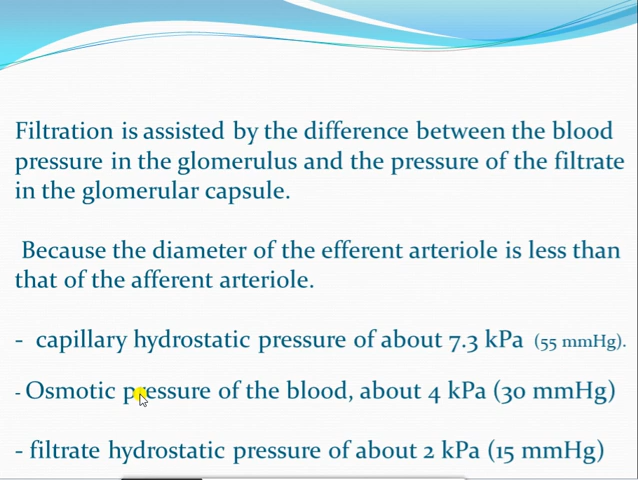 Filtration is assisted by the difference between the blood
pressure in the glomerulus and the pressure of the filtrate
in the glomerular capsule.
Because the diameter of the efferent arteriole is less than
that of the afferent arteriole.
- capillary hydrostatic pressure of about 7.3 kPa (55 mmHg).
- Osmotic pressure of the blood, about 4 kPa (30 mmHg)
- filtrate hydrostatic pressure of about 2 kPa (15 mmHg)